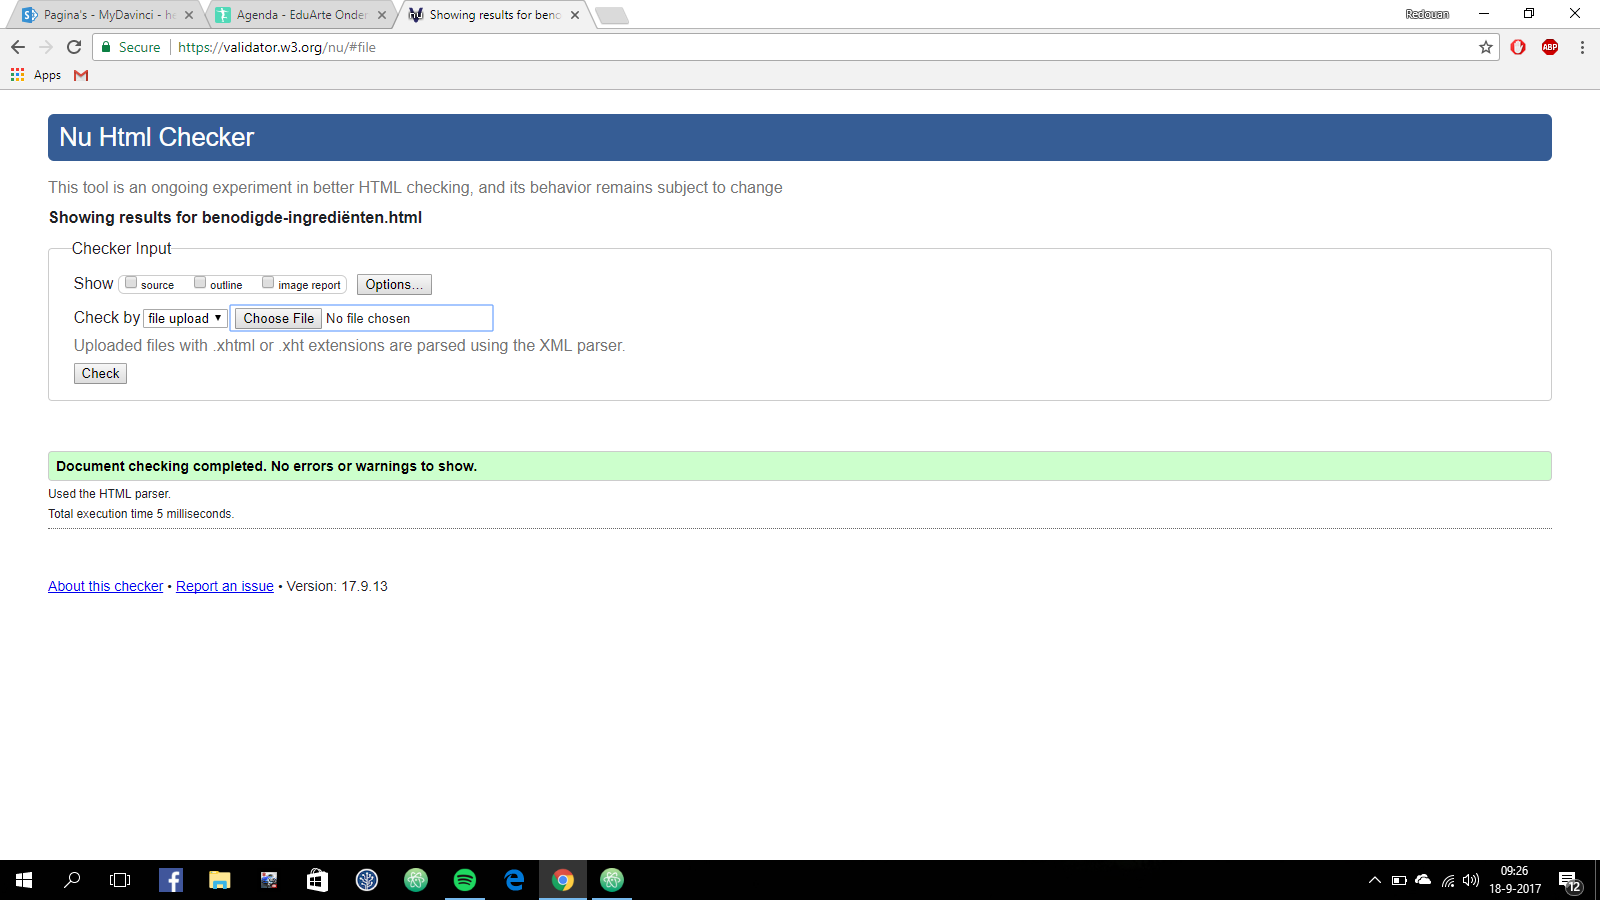 Pagina's - MyDavinci - he
Agenda - EduArte Onder
Showing results for beno
Redouan
Secure
https://validator.w3.org/nu/#file
ABP
Apps
Nu Html Checker
This tool is an ongoing experiment in better HTML checking, and its behavior remains subject to change
Showing results for benodigde-ingrediënten.html
Checker Input
Show source outline image report Options...
Check by file upload Choose File No file chosen
Uploaded files with .xhtml or .xht extensions are parsed using the XML parser.
Check
Document checking completed. No errors or warnings to show.
Used the HTML parser.
Total execution time 5 milliseconds.
About this checker • Report an issue • Version: 17.9.13
09:26
18-9-2017
12